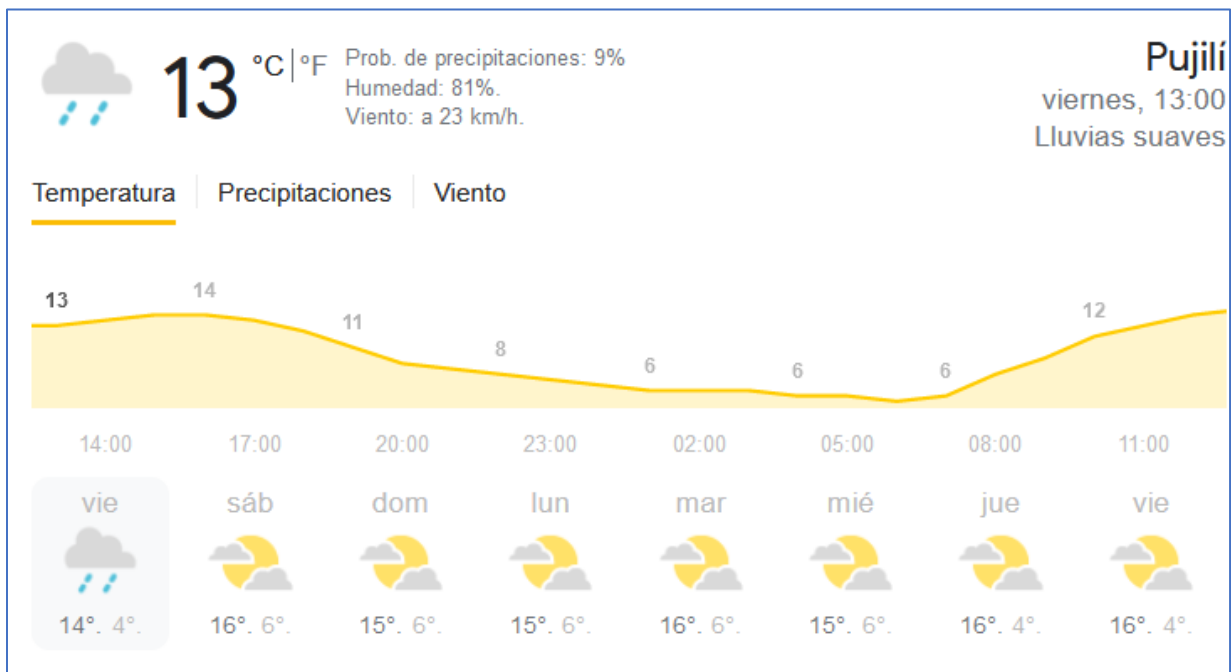 13 °C | °F
Prob. de precipitaciones: 9%
Humedad: 81%.
Viento: a 23 km/h.
Pujilí
viernes, 13:00
Lluvias suaves
Temperatura Precipitaciones Viento
13 14 11 8 6 6 6 12
14:00 17:00 20:00 23:00 02:00 05:00 08:00 11:00
vie sáb dom lun mar mié jue vie
14°. 4°. 16°. 6°. 15°. 6°. 15°. 6°. 16°. 6°. 15°. 6°. 16°. 4°. 16°. 4°.